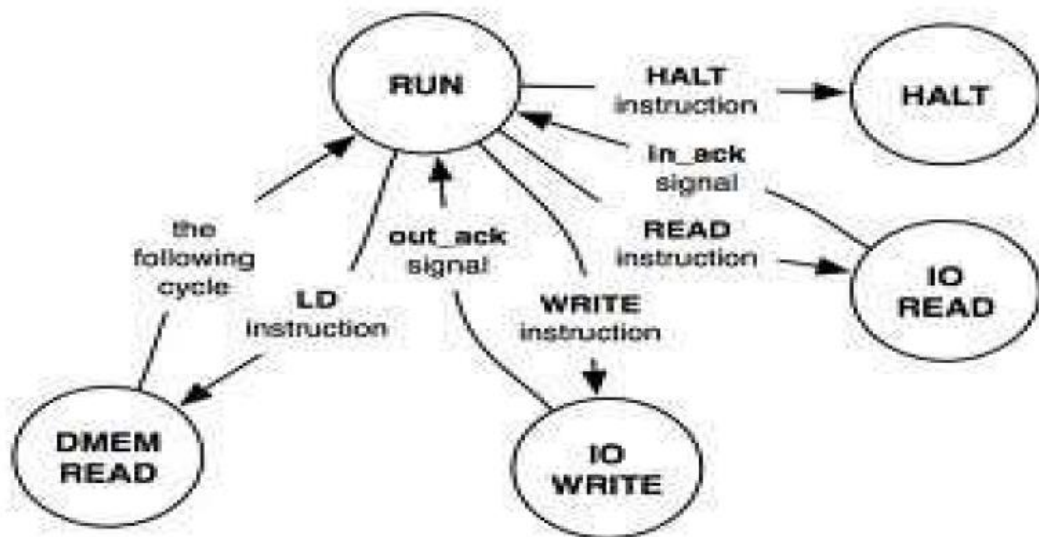 RUN
HALT
instruction
HALT
in_ack
signal
the
following
cycle
out_ack
signal
READ
instruction
IO
READ
LD
instruction
WRITE
instruction
DMEM
READ
IO
WRITE